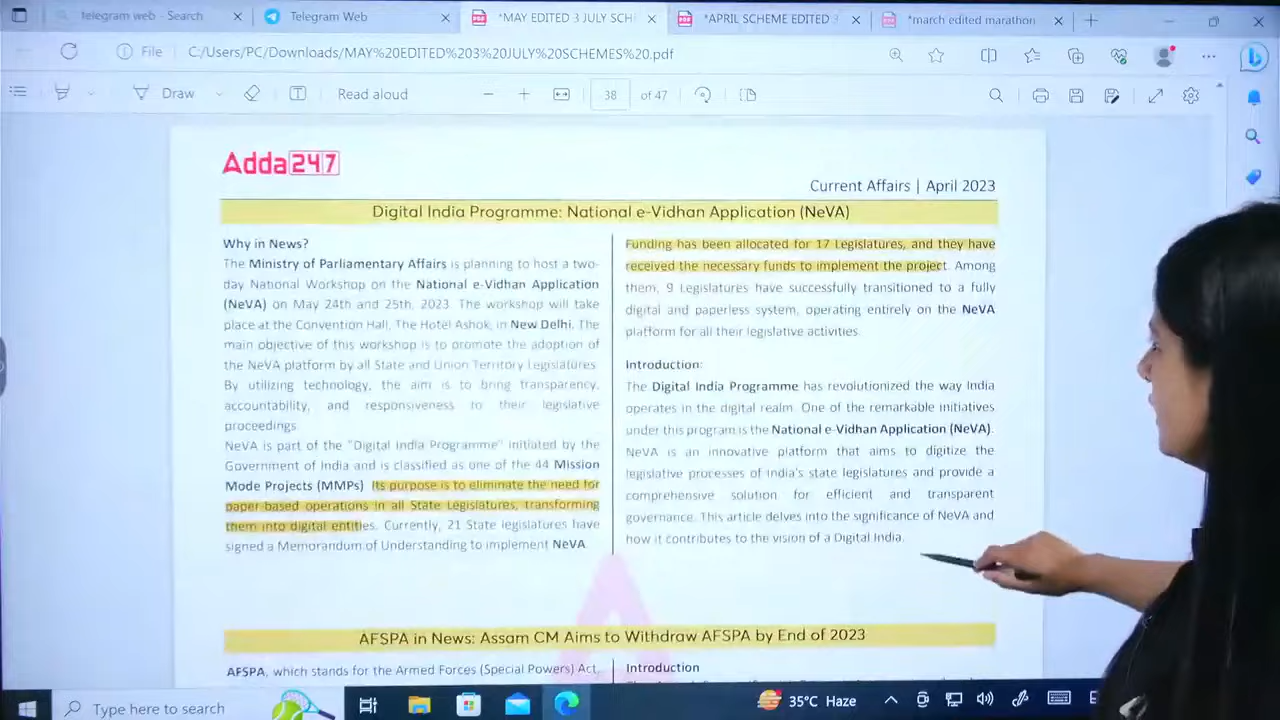 telegram web - Search
Telegram Web
*MAY EDITED 3 JULY SCHE
*APRIL SCHEME EDITED 3
*march edited marathon
File
C:/Users/PC/Downloads/MAY%20EDITED%203%20JULY%20SCHEMES%20.pdf
Draw
Read aloud
38 of 47
Adda247
Current Affairs | April 2023
Digital India Programme: National e-Vidhan Application (NeVA)
Why in News?
The Ministry of Parliamentary Affairs is planning to host a two-
day National Workshop on the National e-Vidhan Application
(NeVA) on May 24th and 25th, 2023. The workshop will take
place at the Convention Hall, The Hotel Ashok, in New Delhi. The
main objective of this workshop is to promote the adoption of
the NeVA platform by all State and Union Territory Legislatures.
By utilizing technology, the aim is to bring transparency,
accountability, and responsiveness to their legislative
proceedings.
NeVA is part of the "Digital India Programme" initiated by the
Government of India and is classified as one of the 44 Mission
Mode Projects (MMPs) Its purpose is to eliminate the need for
paper-based operations in all State Legislatures, transforming
them into digital entities. Currently, 21 State legislatures have
signed a Memorandum of Understanding to implement NeVA.
Funding has been allocated for 17 Legislatures, and they have
received the necessary funds to implement the project. Among
them, 9 Legislatures have successfully transitioned to a fully
digital and paperless system, operating entirely on the NeVA
platform for all their legislative activities.
Introduction:
The Digital India Programme has revolutionized the way India
operates in the digital realm. One of the remarkable initiatives
under this program is the National e-Vidhan Application (NeVA).
NeVA is an innovative platform that aims to digitize the
legislative processes of India's state legislatures and provide a
comprehensive solution for efficient and transparent
governance. This article delves into the significance of NeVA and
how it contributes to the vision of a Digital India.
AFSPA in News: Assam CM Aims to Withdraw AFSPA by End of 2023
AFSPA, which stands for the Armed Forces (Special Powers) Act,
Introduction
Type here to search
35°C Haze